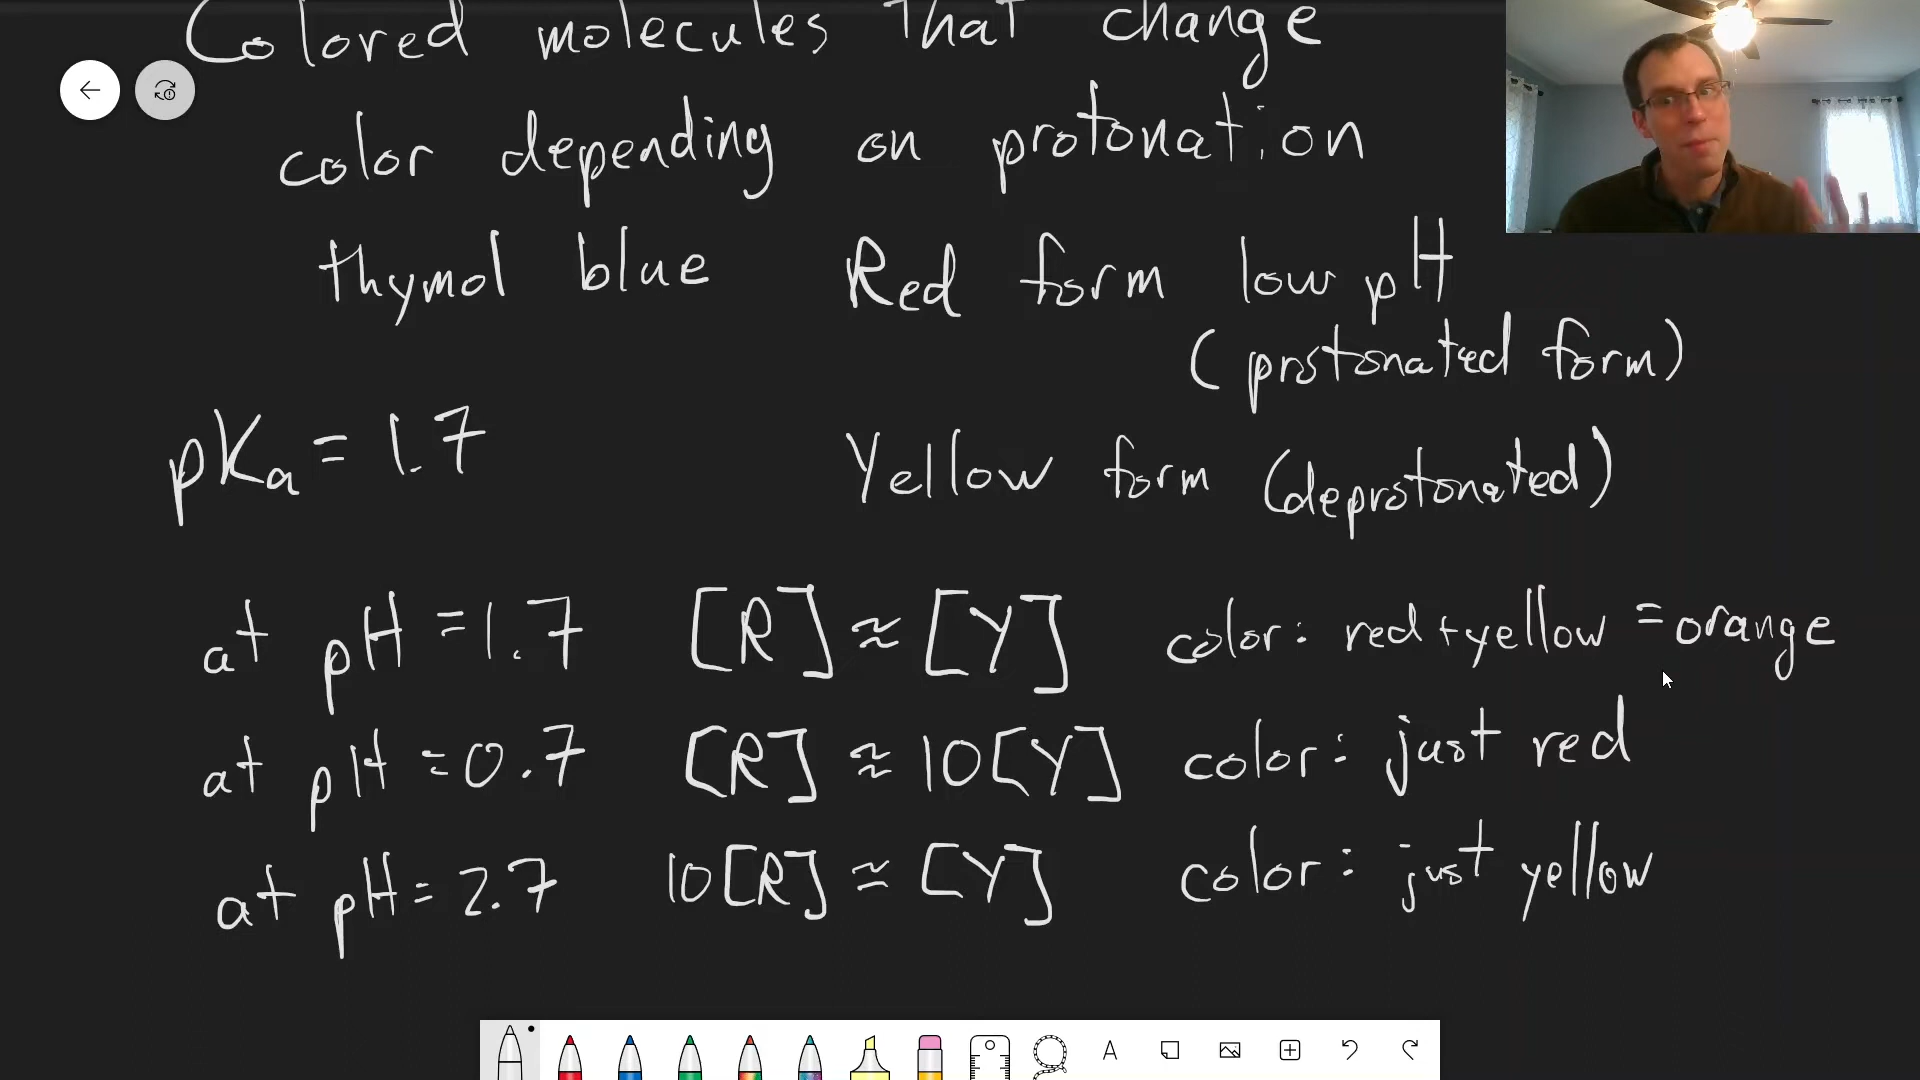 Colored molecules that change
color depending on protonation
thymol blue Red form low pH
(protonated form)
pKa = 1.7 Yellow form (deprotonated)
at pH = 1.7 [R] ≈ [Y] color: red + yellow = orange
at pH = 0.7 [R] ≈ 10[Y] color: just red
at pH = 2.7 10[R] ≈ [Y] color: just yellow
A